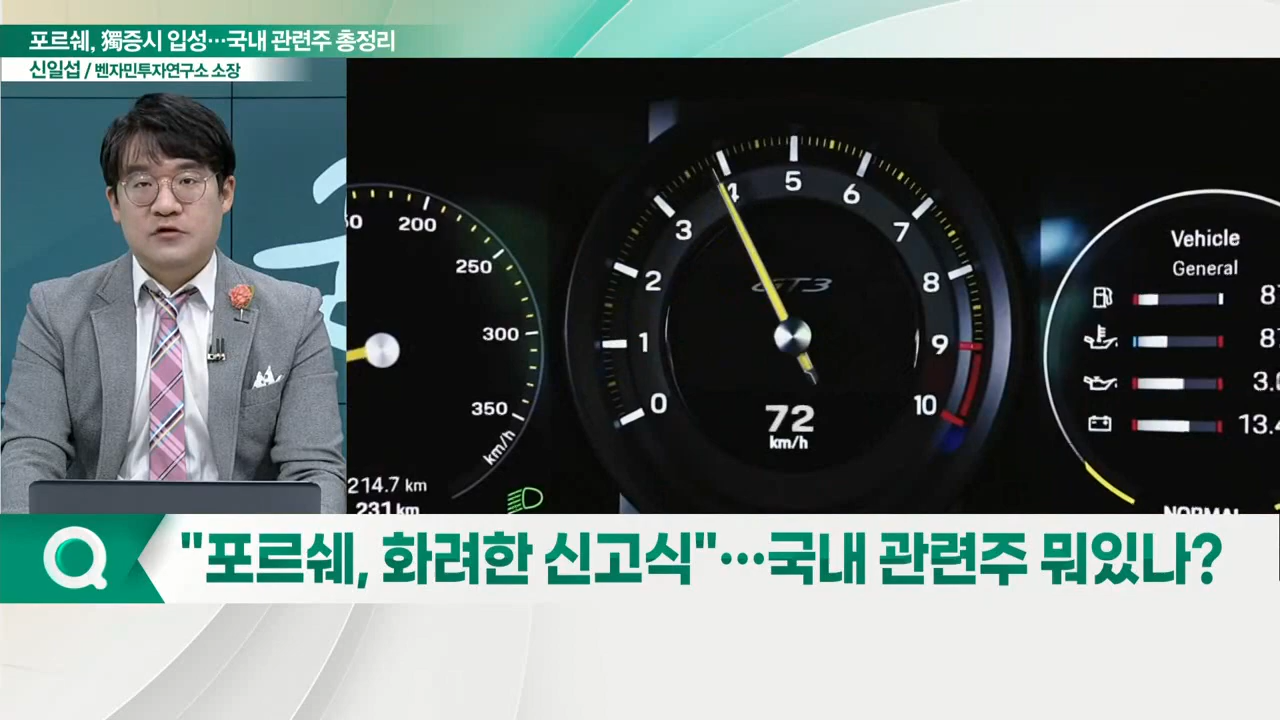 포르쉐, 獨증시 입성…국내 관련주 총정리
신일섭 / 벤자민투자연구소 소장
200
250
300
350
km/h
214.7 km
231 km
0
1
2
3
4
5
6
7
8
9
10
GT3
72
km/h
Vehicle
General
13.4
NORMAL
"포르쉐, 화려한 신고식"…국내 관련주 뭐있나?